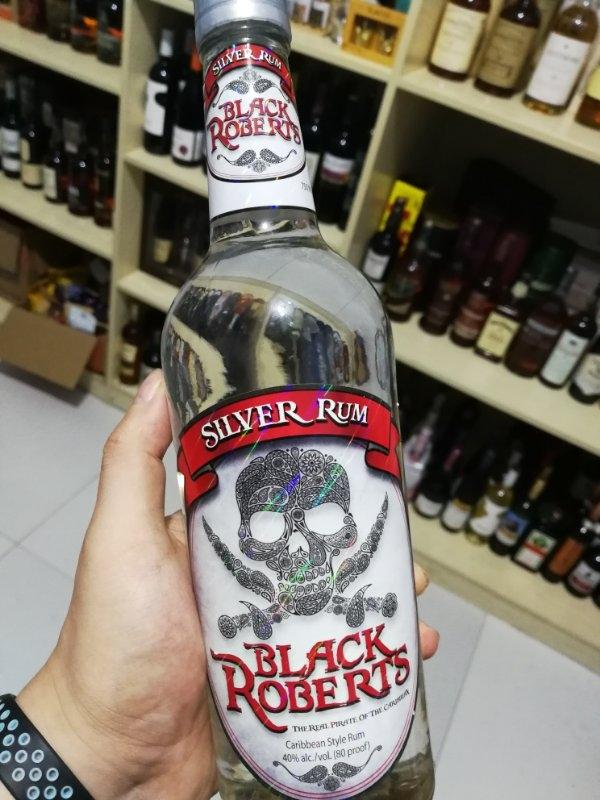 SILVER RUM
BLACK
ROBERTS
SILVER RUM
BLACK
ROBERTS
THE REAL PIRATE OF THE CARIBBEAN
Caribbean Style Rum
40% alc./vol. (80 proof)